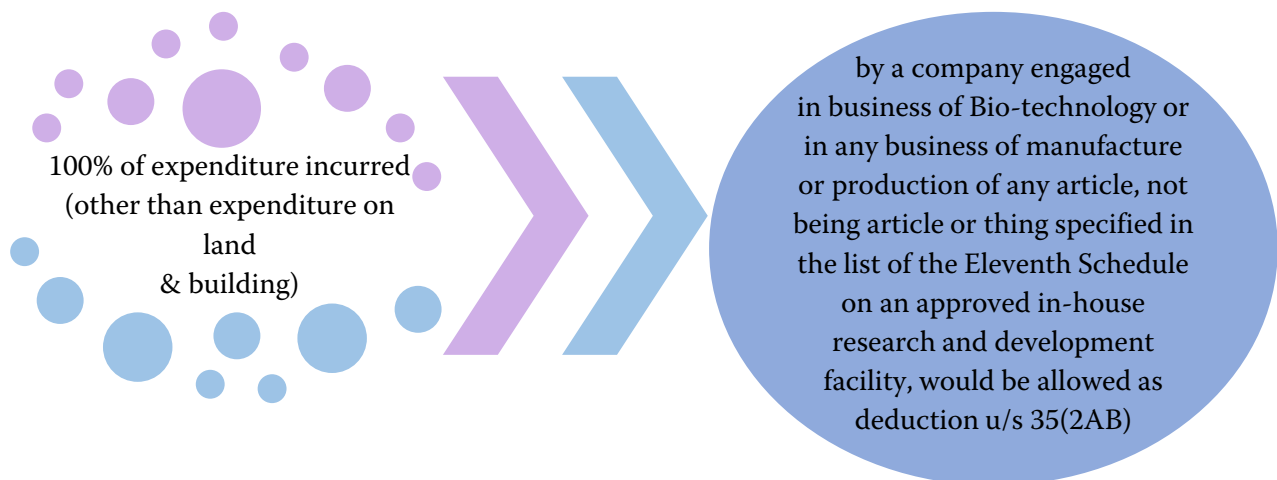 100% of expenditure incurred
(other than expenditure on
land
& building)
by a company engaged
in business of Bio-technology or
in any business of manufacture
or production of any article, not
being article or thing specified in
the list of the Eleventh Schedule
on an approved in-house
research and development
facility, would be allowed as
deduction u/s 35(2AB)